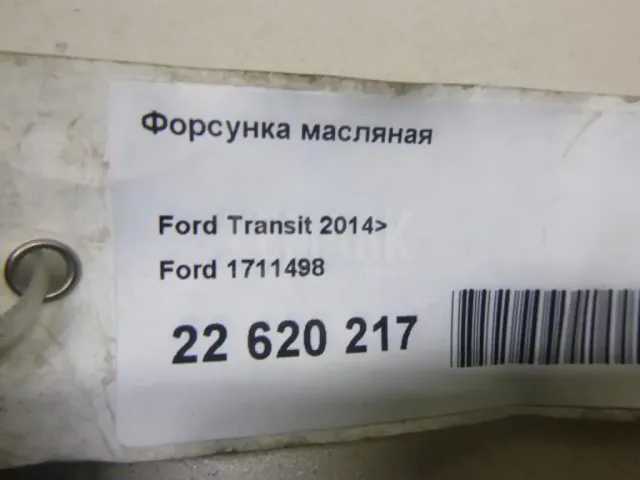 Форсунка масляная
Ford Transit 2014>
Ford 1711498
22 620 217